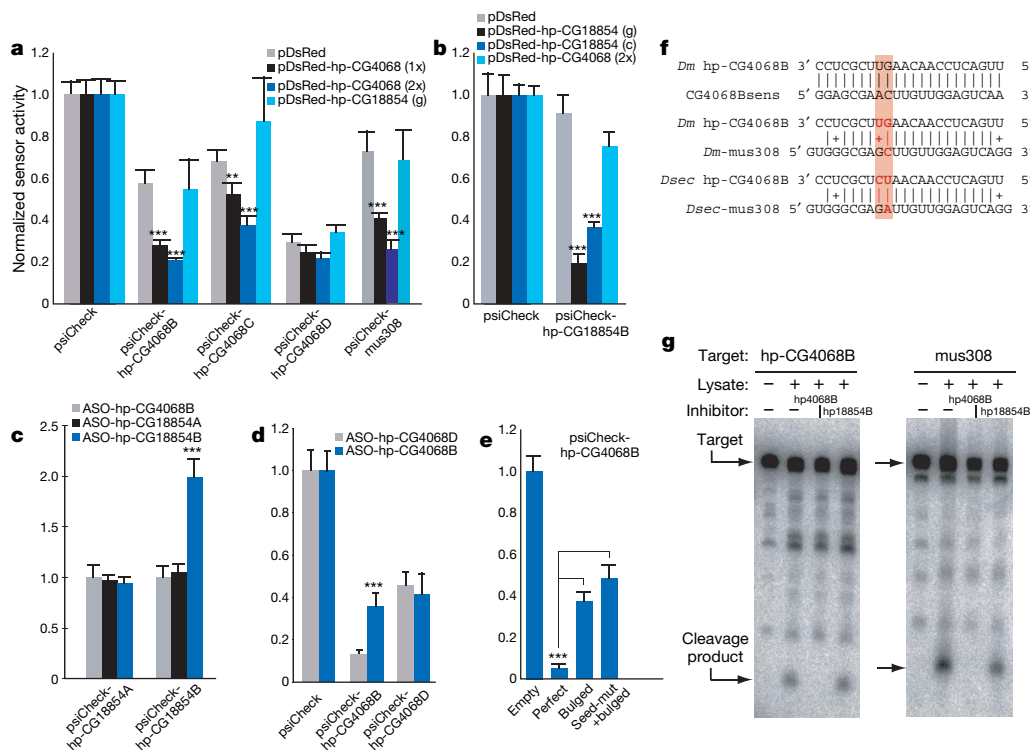 a
Normalized sensor activity
1.2
1.0
0.8
0.6
0.4
0.2
0
pDsRed
pDsRed-hp-CG4068 (1x)
pDsRed-hp-CG4068 (2x)
pDsRed-hp-CG18854 (g)
***
***
**
***
***
***
psiCheck
psiCheck-
hp-CG4068B
psiCheck-
hp-CG4068C
psiCheck-
hp-CG4068D
psiCheck-
mus308
b
1.2
1.0
0.8
0.6
0.4
0.2
0
pDsRed
pDsRed-hp-CG18854 (g)
pDsRed-hp-CG18854 (c)
pDsRed-hp-CG4068 (2x)
***
***
psiCheck
psiCheck-
hp-CG18854B
f
Dm hp-CG4068B 3′ CCUCGCUUGAACAACCUCAGUU 5
CG4068Bsens 5′ GGAGCGAACUUGUUGGAGUCAA 3
Dm hp-CG4068B 3′ CCUCGCUUGAACAACCUCAGUU 5
Dm-mus308 5′ GUGGGCGAGCUUGUUGGAGUCAGG 3
Dsec hp-CG4068B 3′ CCUCGCUCUAACAACCUCAGUU 5
Dsec-mus308 5′ GUGGGCGAGAUUGUUGGAGUCAGG 3
c
ASO-hp-CG4068B
ASO-hp-CG18854A
ASO-hp-CG18854B
2.5
2.0
1.5
1.0
0.5
0
***
psiCheck-
hp-CG18854A
psiCheck-
hp-CG18854B
d
ASO-hp-CG4068D
ASO-hp-CG4068B
1.2
1.0
0.8
0.6
0.4
0.2
0
***
psiCheck
psiCheck-
hp-CG4068B
psiCheck-
hp-CG4068D
e
psiCheck-
hp-CG4068B
1.2
1.0
0.8
0.6
0.4
0.2
0
***
Empty
Perfect
Bulged
Seed-mut
+bulged
g
Target: hp-CG4068B mus308
Lysate: – + + + – + + +
hp4068B hp4068B
Inhibitor: – – hp18854B – – hp18854B
Target
Cleavage
product